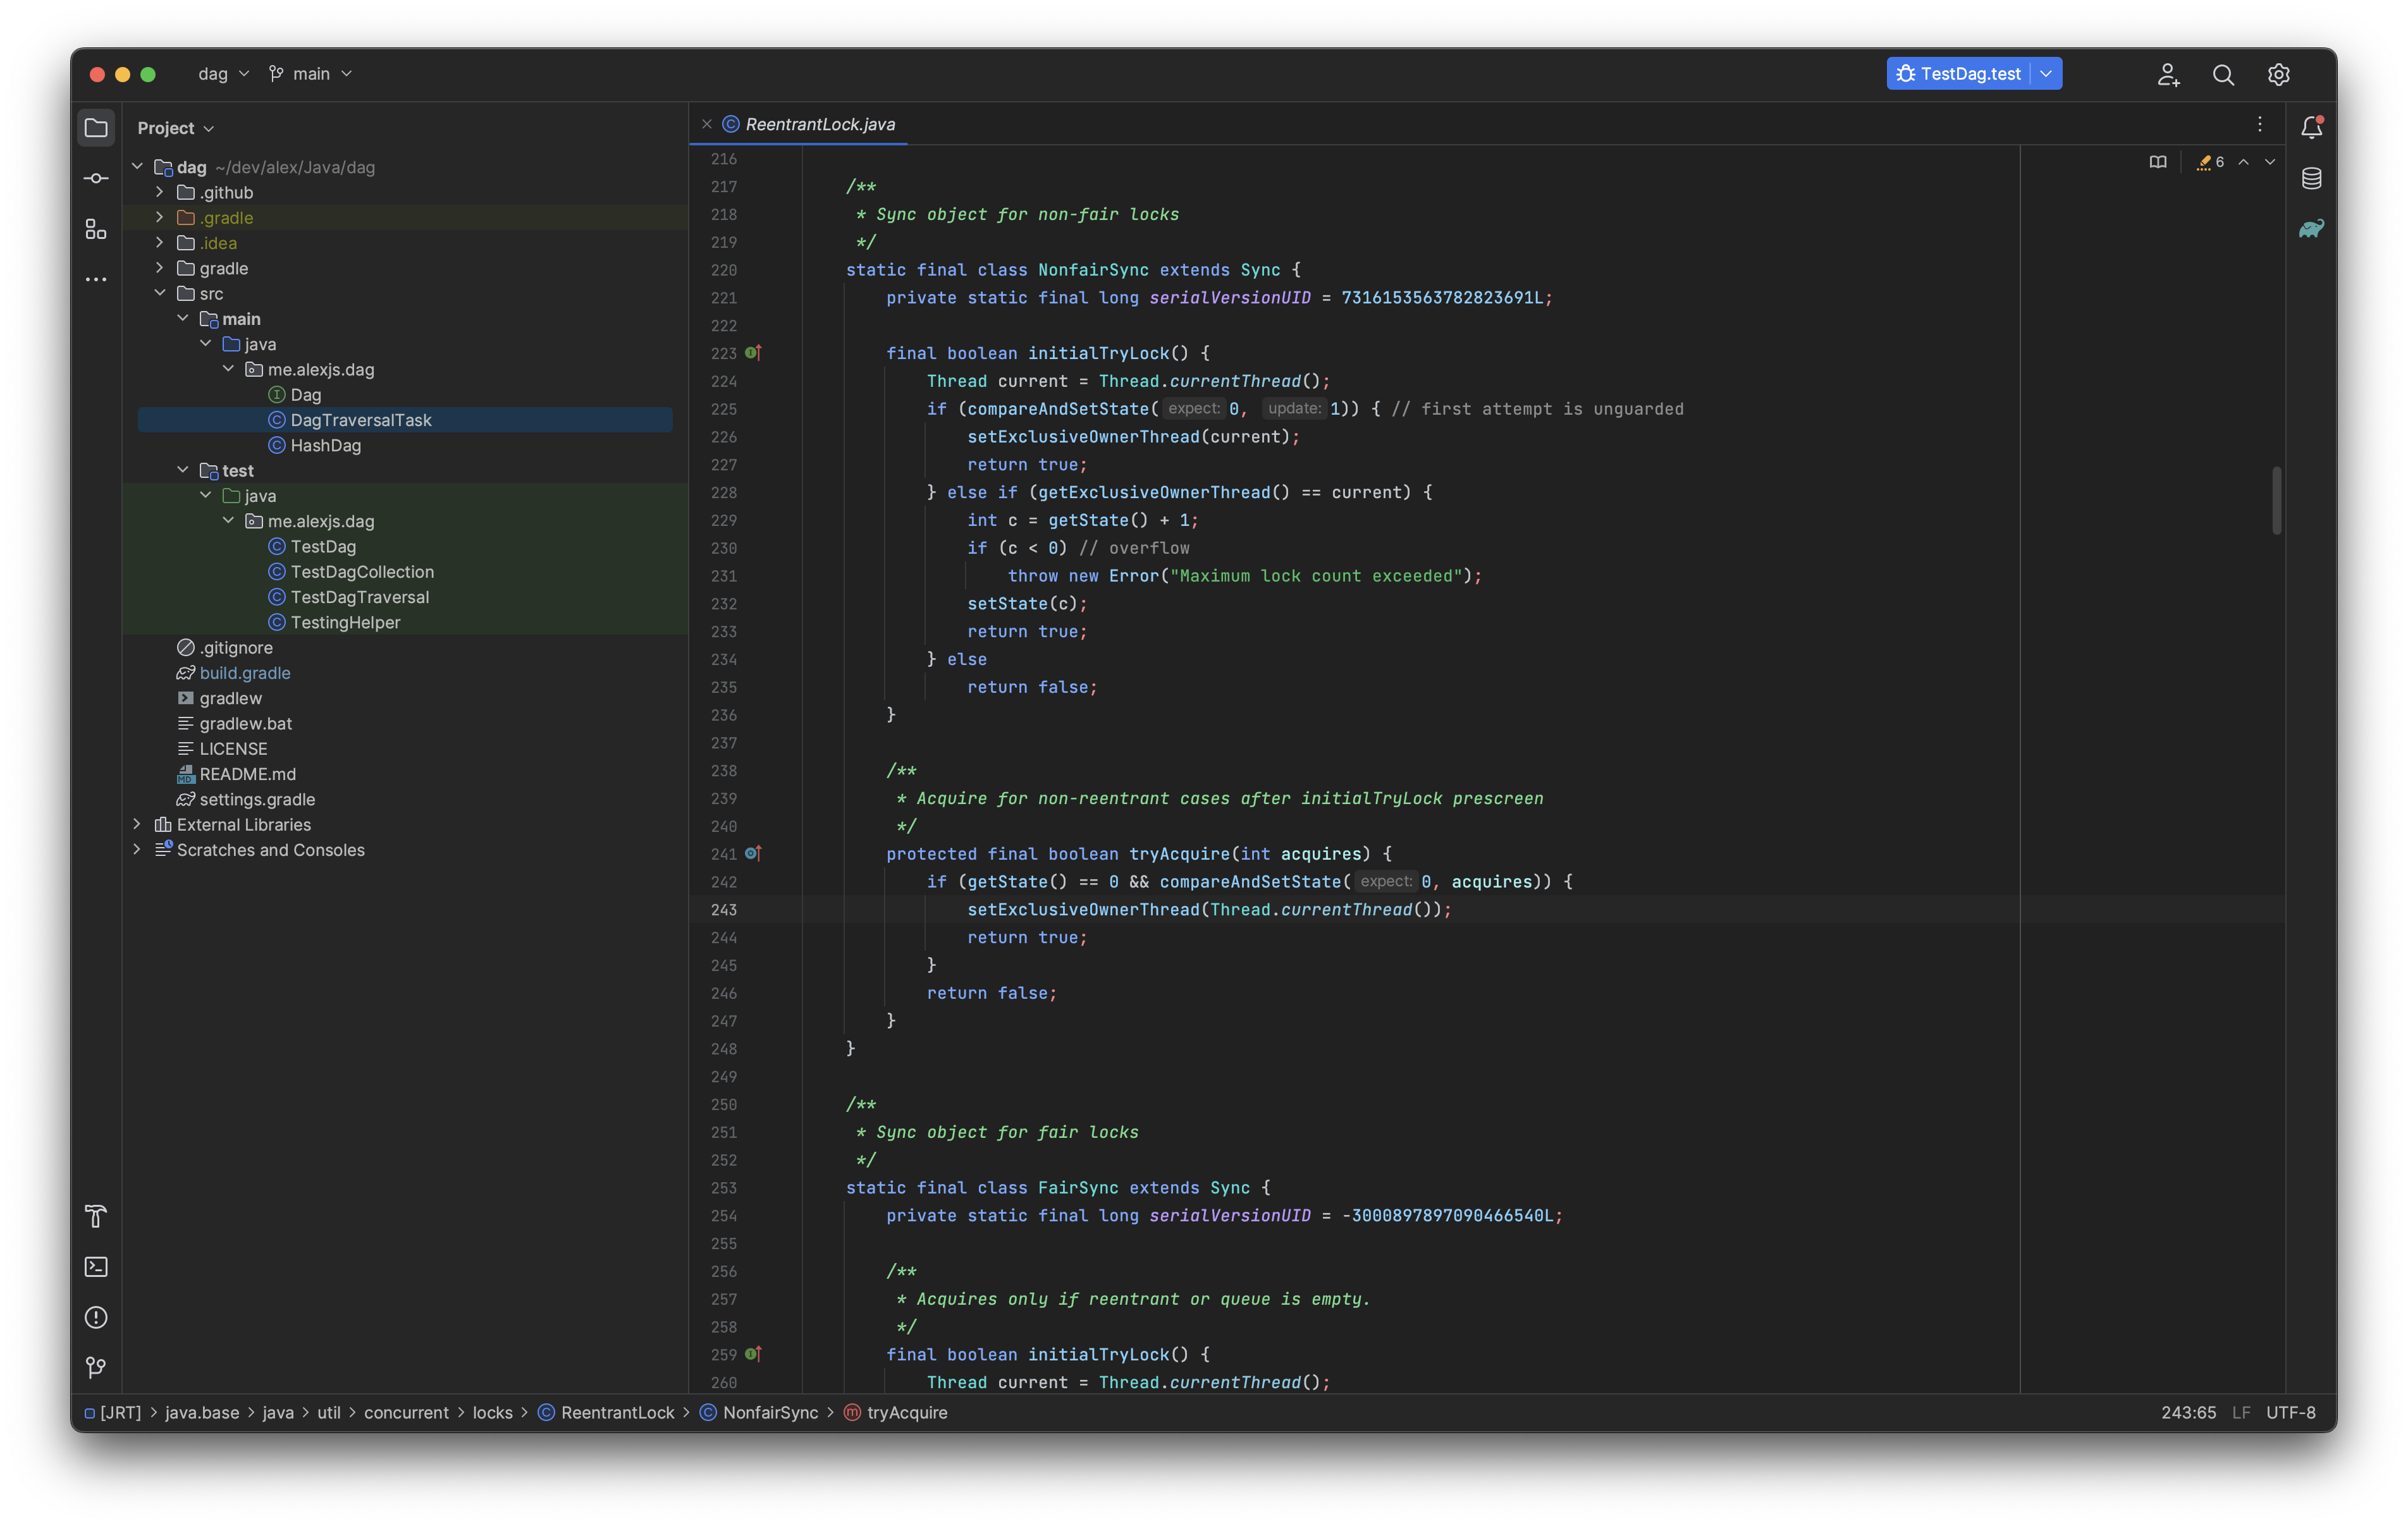 dag
main
TestDag.test
Project
dag ~/dev/alex/Java/dag
.github
.gradle
.idea
gradle
src
main
java
me.alexjs.dag
Dag
DagTraversalTask
HashDag
test
java
me.alexjs.dag
TestDag
TestDagCollection
TestDagTraversal
TestingHelper
.gitignore
build.gradle
gradlew
gradlew.bat
LICENSE
README.md
settings.gradle
External Libraries
Scratches and Consoles
ReentrantLock.java
6
216
217 /**
218 * Sync object for non-fair locks
219 */
220 static final class NonfairSync extends Sync {
221 private static final long serialVersionUID = 7316153563782823691L;
222
223 final boolean initialTryLock() {
224 Thread current = Thread.currentThread();
225 if (compareAndSetState( expect: 0, update: 1)) { // first attempt is unguarded
226 setExclusiveOwnerThread(current);
227 return true;
228 } else if (getExclusiveOwnerThread() == current) {
229 int c = getState() + 1;
230 if (c < 0) // overflow
231 throw new Error("Maximum lock count exceeded");
232 setState(c);
233 return true;
234 } else
235 return false;
236 }
237
238 /**
239 * Acquire for non-reentrant cases after initialTryLock prescreen
240 */
241 protected final boolean tryAcquire(int acquires) {
242 if (getState() == 0 && compareAndSetState( expect: 0, acquires)) {
243 setExclusiveOwnerThread(Thread.currentThread());
244 return true;
245 }
246 return false;
247 }
248 }
249
250 /**
251 * Sync object for fair locks
252 */
253 static final class FairSync extends Sync {
254 private static final long serialVersionUID = -3000897897090466540L;
255
256 /**
257 * Acquires only if reentrant or queue is empty.
258 */
259 final boolean initialTryLock() {
260 Thread current = Thread.currentThread();
[JRT] > java.base > java > util > concurrent > locks > ReentrantLock > NonfairSync > tryAcquire
243:65 LF UTF-8